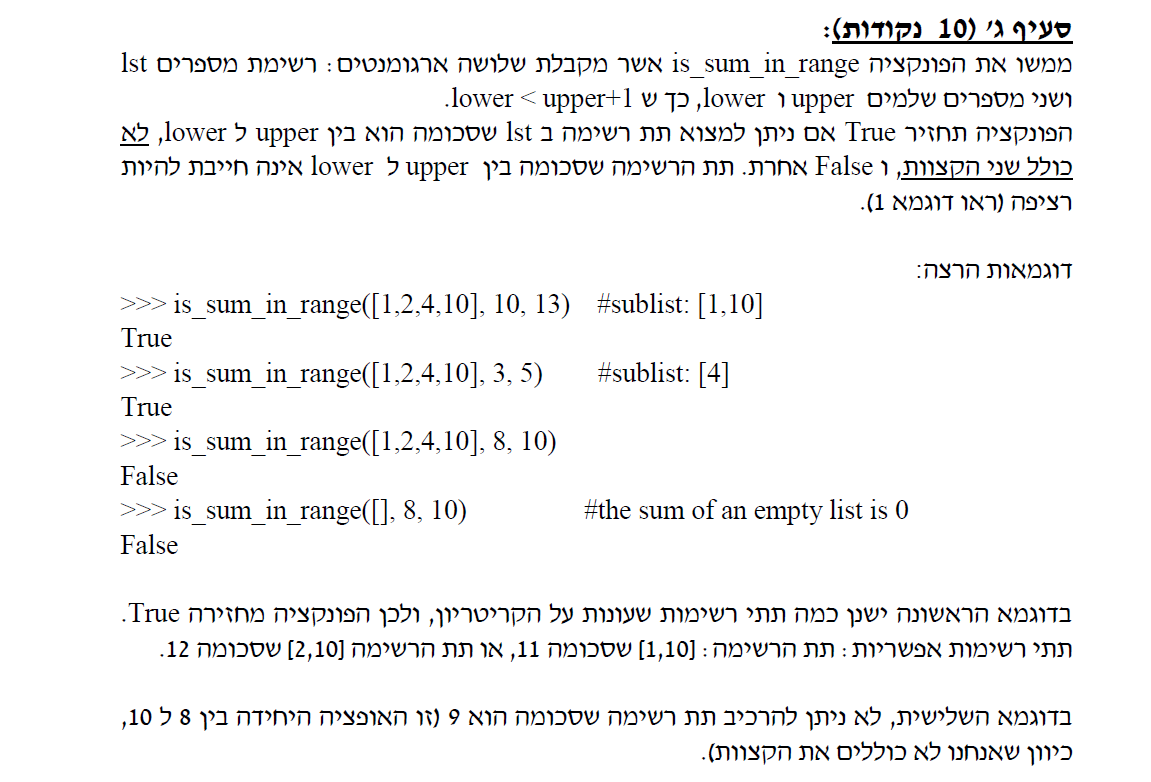 סעיף ג' (10 נקודות):
ממשו את הפונקציה is_sum_in_range אשר מקבלת שלושה ארגומנטים: רשימת מספרים lst
ושני מספרים שלמים upper ו lower, כך ש lower < upper+1.
הפונקציה תחזיר True אם ניתן למצוא תת רשימה ב lst שסכומה הוא בין upper ל lower, לא
כולל שני הקצוות, ו False אחרת. תת הרשימה שסכומה בין upper ל lower אינה חייבת להיות
רציפה (ראו דוגמא 1).
דוגמאות הרצה:
>>> is_sum_in_range([1,2,4,10], 10, 13) #sublist: [1,10]
True
>>> is_sum_in_range([1,2,4,10], 3, 5) #sublist: [4]
True
>>> is_sum_in_range([1,2,4,10], 8, 10)
False
>>> is_sum_in_range([], 8, 10) #the sum of an empty list is 0
False
בדוגמא הראשונה ישנן כמה תתי רשימות שעונות על הקריטריון, ולכן הפונקציה מחזירה True.
תתי רשימות אפשריות: תת הרשימה: [1,10] שסכומה 11, או תת הרשימה [2,10] שסכומה 12.
בדוגמא השלישית, לא ניתן להרכיב תת רשימה שסכומה הוא 9 (זו האופציה היחידה בין 8 ל 10,
כיוון שאנחנו לא כוללים את הקצוות).